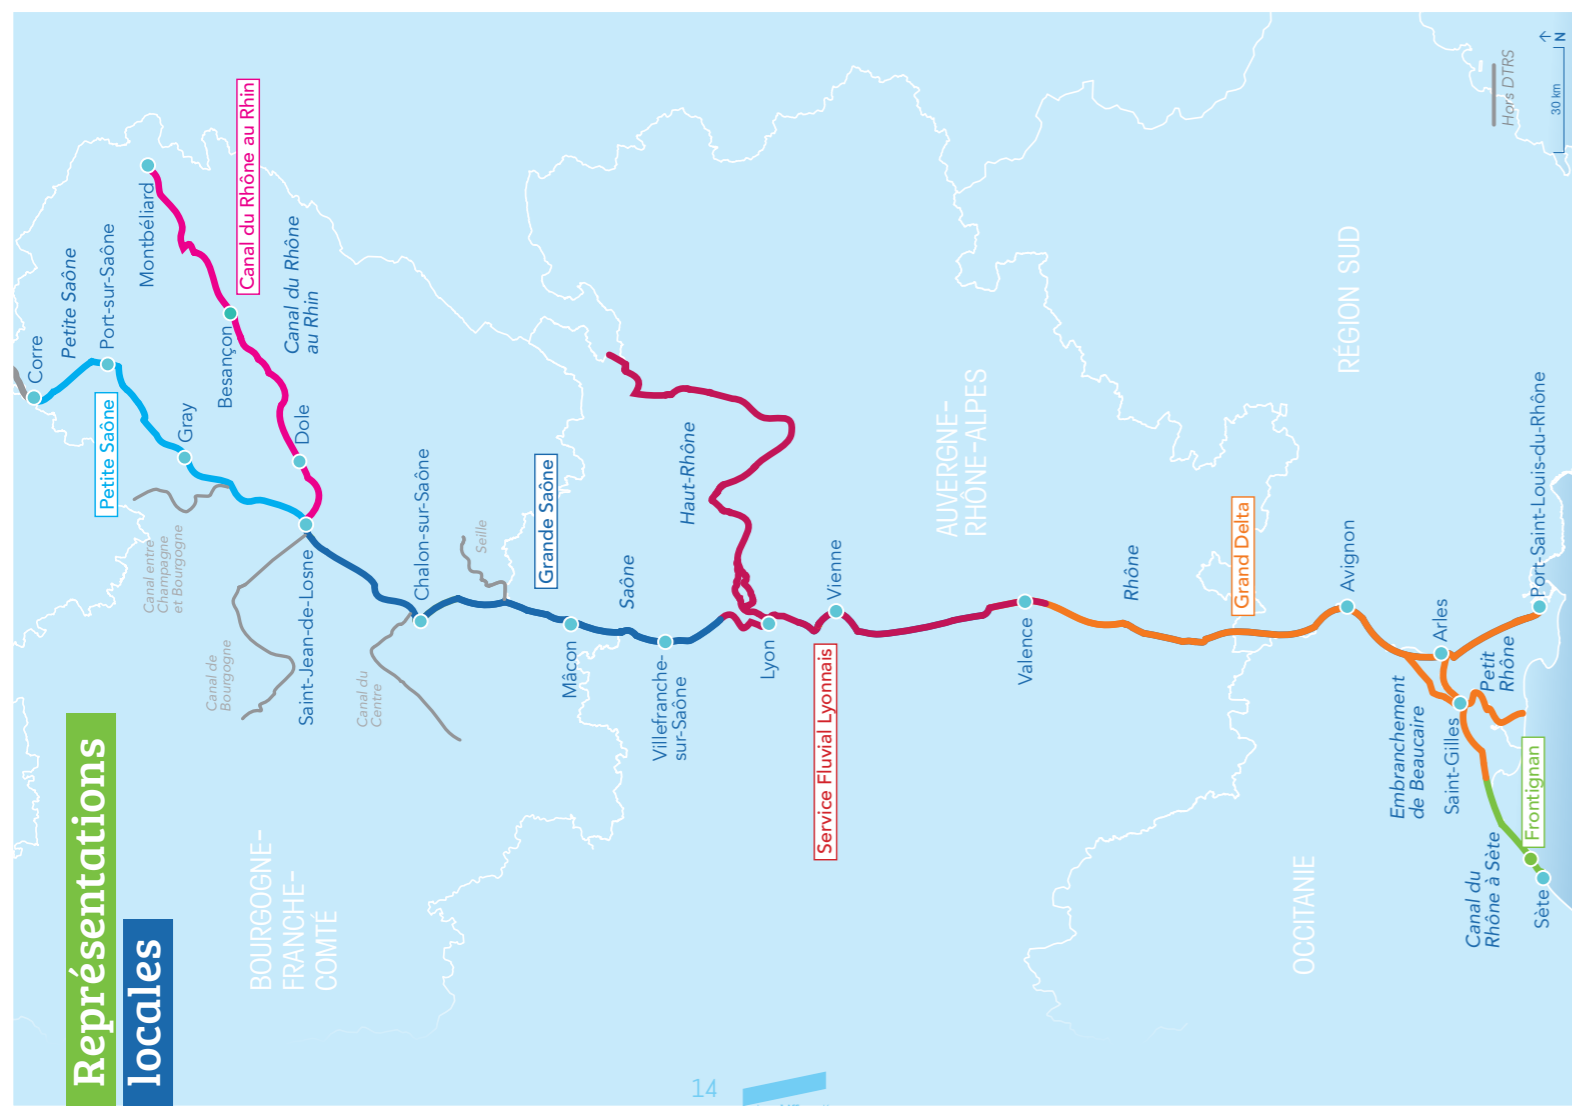 Représentations
locales
Corre
Petite Saône
Port-sur-Saône
Petite Saône
Gray
Montbéliard
Canal du Rhône au Rhin
Besançon
Canal du Rhône
au Rhin
Dole
Canal entre
Champagne
et Bourgogne
Canal de
Bourgogne
Saint-Jean-de-Losne
Canal du
Centre
Chalon-sur-Saône
Seille
Grande Saône
BOURGOGNE-
FRANCHE-
COMTÉ
Mâcon
Saône
Villefranche-
sur-Saône
Haut-Rhône
Lyon
Service Fluvial Lyonnais
Vienne
AUVERGNE-
RHÔNE-ALPES
Valence
Rhône
Grand Delta
Avignon
RÉGION SUD
OCCITANIE
Embranchement
de Beaucaire
Arles
Saint-Gilles
Petit
Rhône
Port-Saint-Louis-du-Rhône
Canal du
Rhône à Sète
Frontignan
Sète
Hors DTRS
N
30 km
14